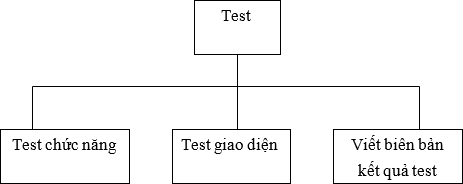 Test
Test chức năng
Test giao diện
Viết biên bản
kết quả test